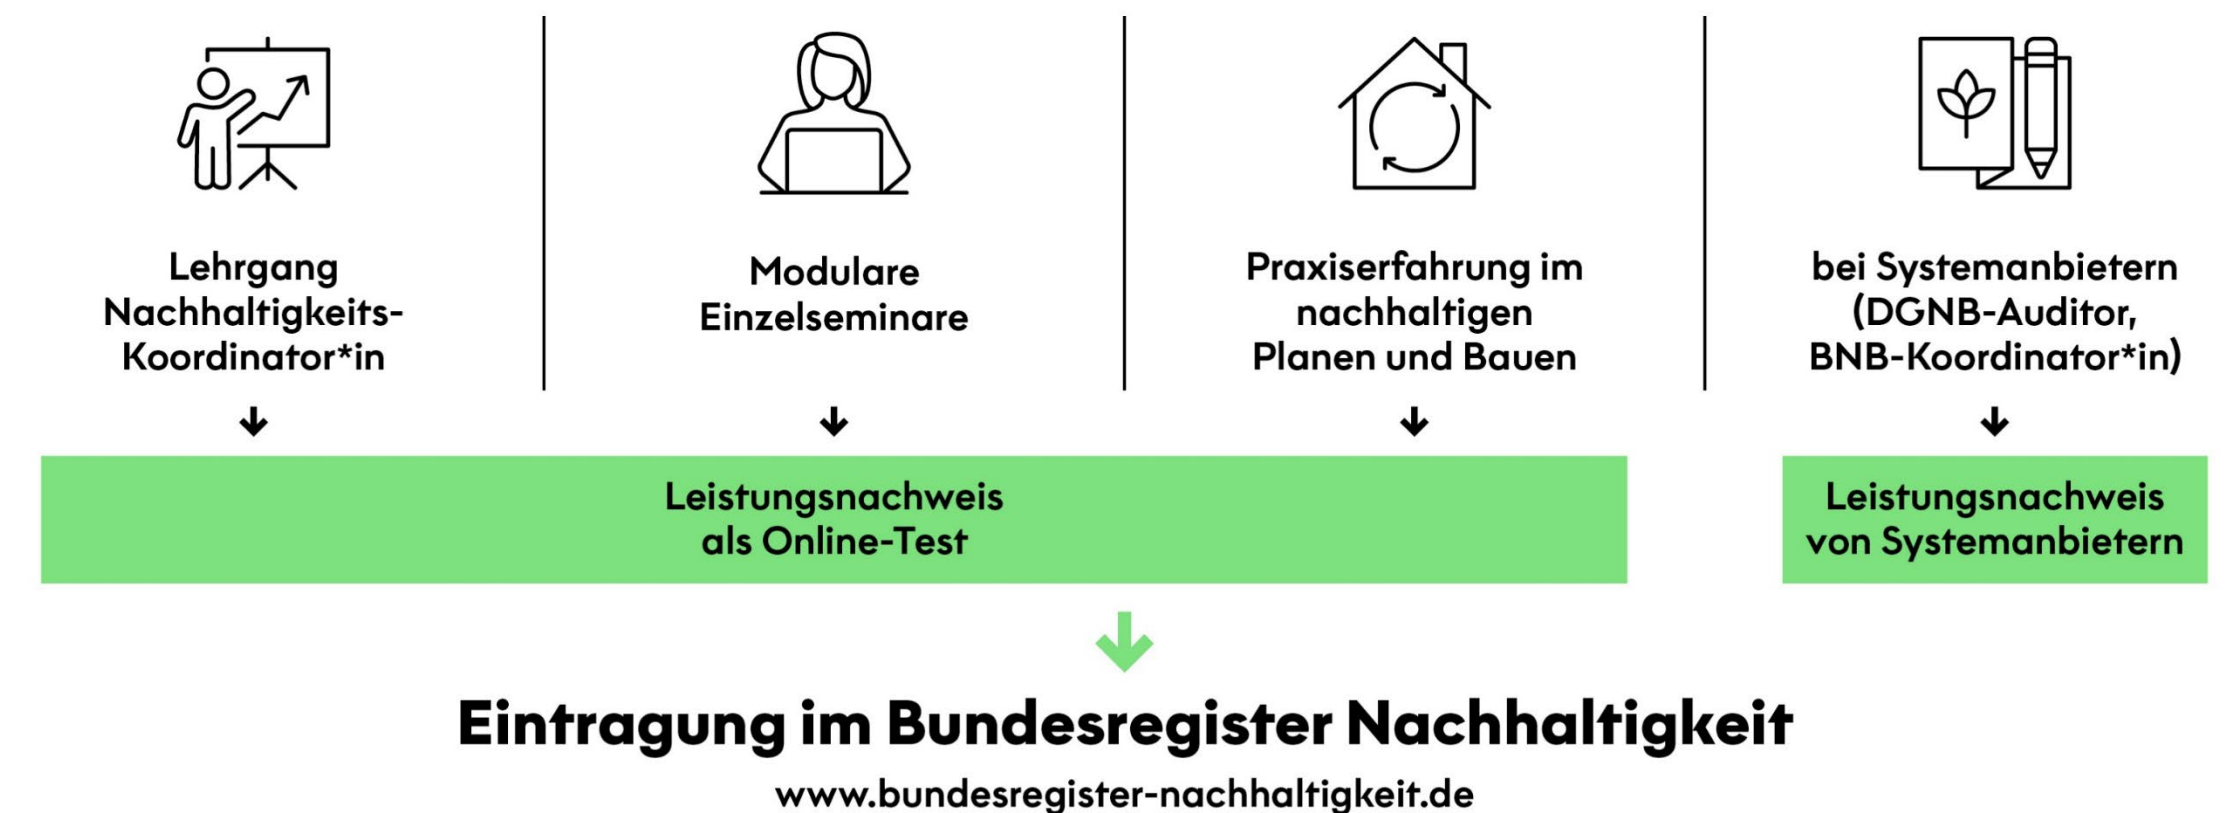 Lehrgang
Nachhaltigkeits-
Koordinator*in
Modulare
Einzelseminare
Praxiserfahrung im
nachhaltigen
Planen und Bauen
bei Systemanbietern
(DGNB-Auditor,
BNB-Koordinator*in)
Leistungsnachweis
als Online-Test
Leistungsnachweis
von Systemanbietern
Eintragung im Bundesregister Nachhaltigkeit
www.bundesregister-nachhaltigkeit.de